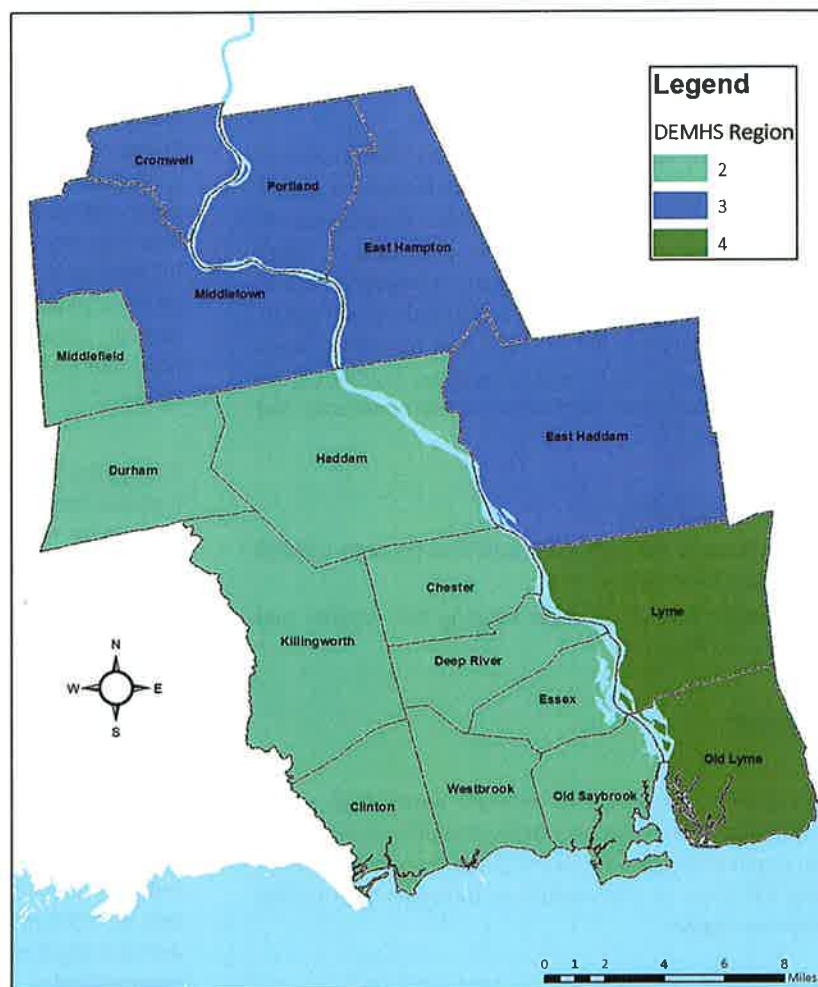 Legend
DEMHS Region
2
3
4
Cromwell
Portland
East Hampton
Middletown
Middlefield
East Haddam
Haddam
Durham
Chester
Lyme
Killingworth
Deep River
Essex
Old Lyme
Westbrook
Old Saybrook
Clinton
N
W
E
S
0 1 2 4 6 8
Miles